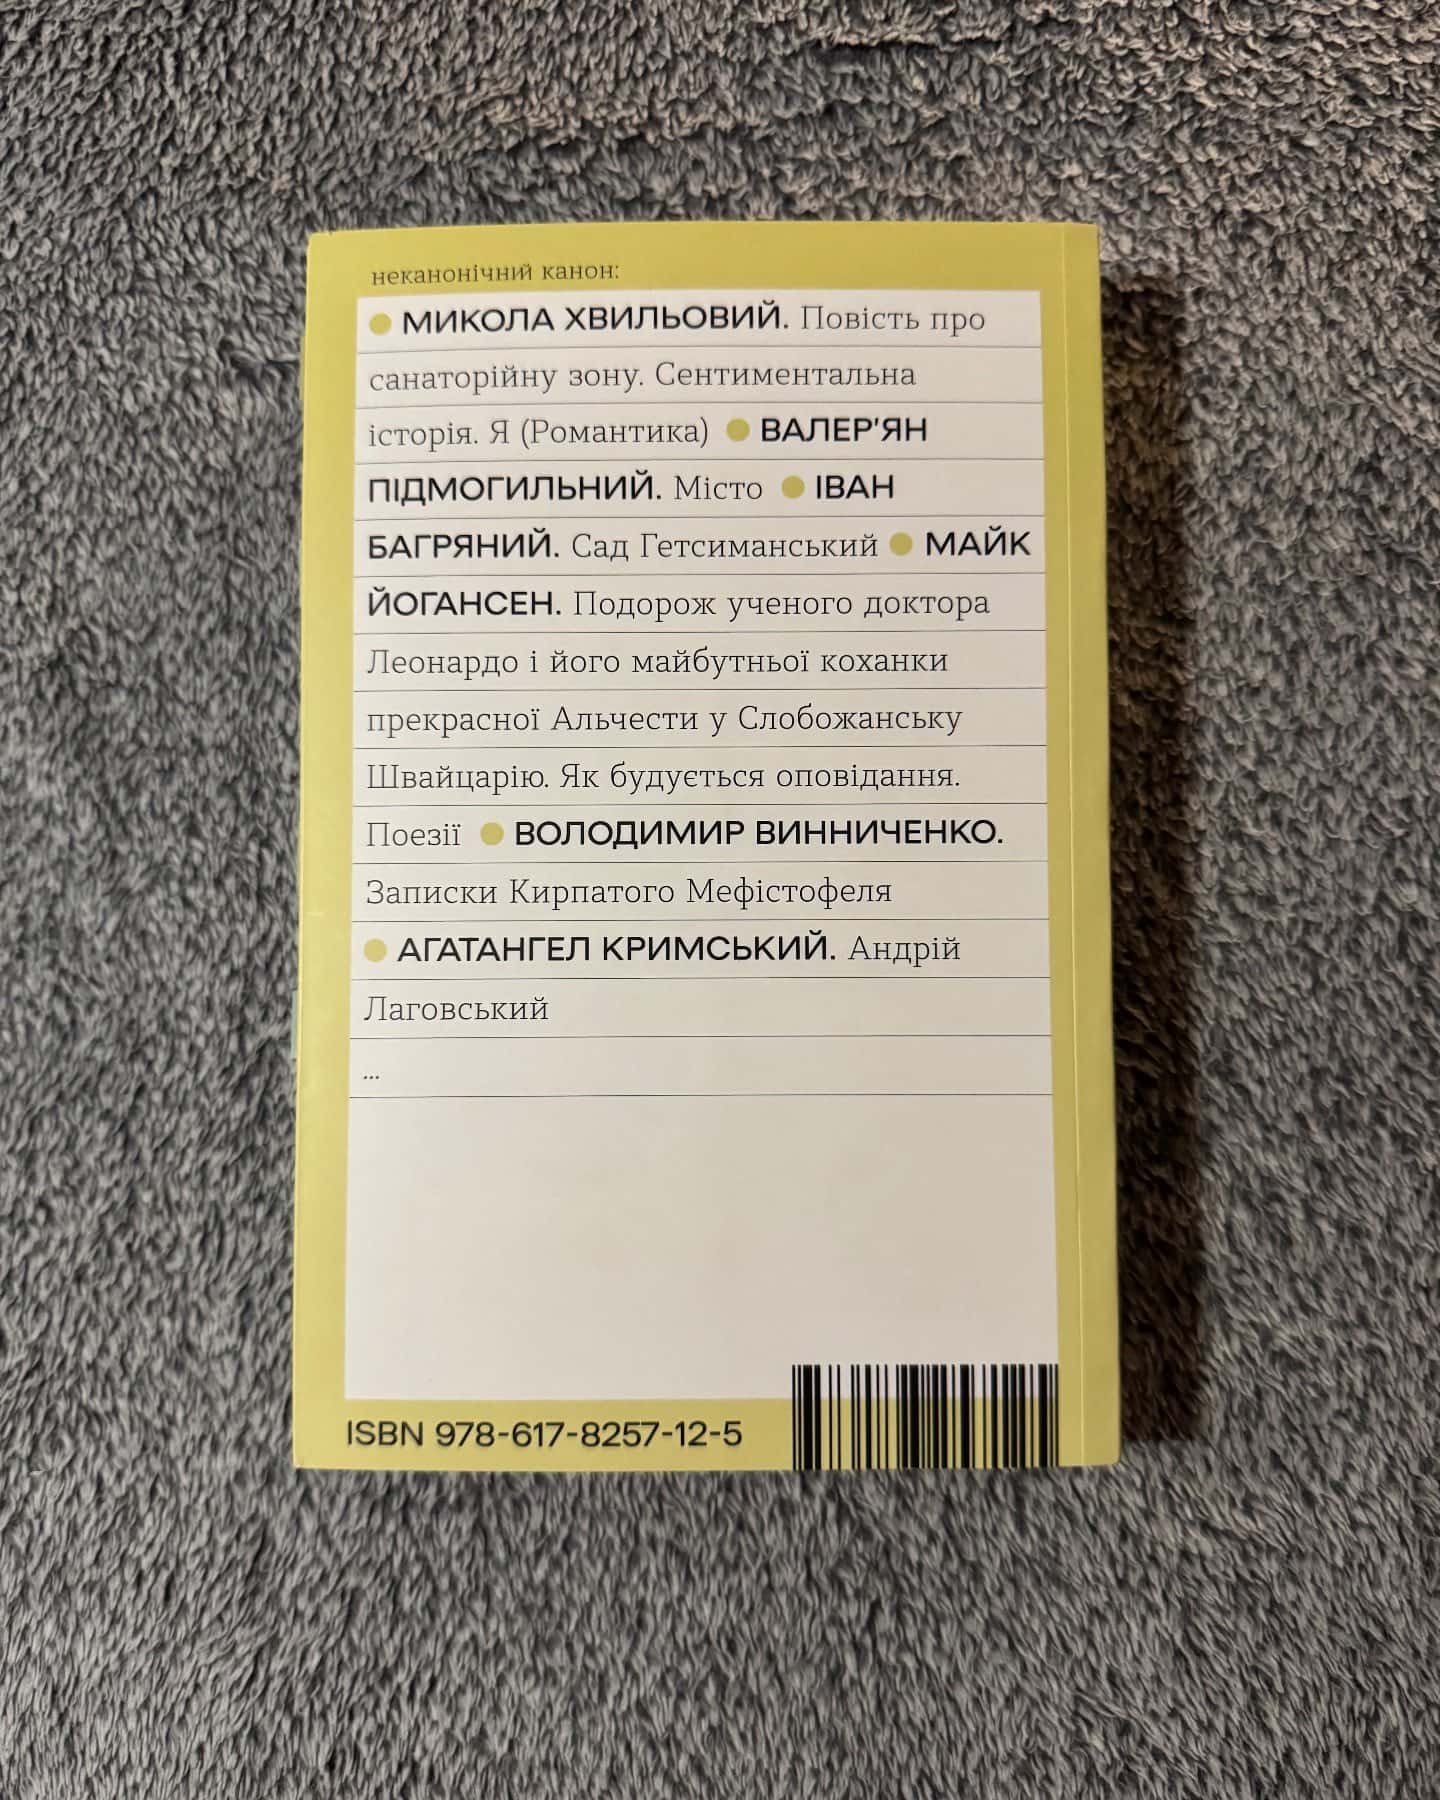 неканонічний канон:
МИКОЛА ХВИЛЬОВИЙ. Повість про
санаторійну зону. Сентиментальна
історія. Я (Романтика) ● ВАЛЕР'ЯН
ПІДМОГИЛЬНИЙ. Місто ● ІВАН
БАГРЯНИЙ. Сад Гетсиманський ● МАЙК
ЙОГАНСЕН. Подорож ученого доктора
Леонардо і його майбутньої коханки
прекрасної Альчести у Слобожанську
Швайцарію. Як будується оповідання.
Поезії ● ВОЛОДИМИР ВИННИЧЕНКО.
Записки Кирпатого Мефістофеля
● АГАТАНГЕЛ КРИМСЬКИЙ. Андрій
Лаговський
...
ISBN 978-617-8257-12-5